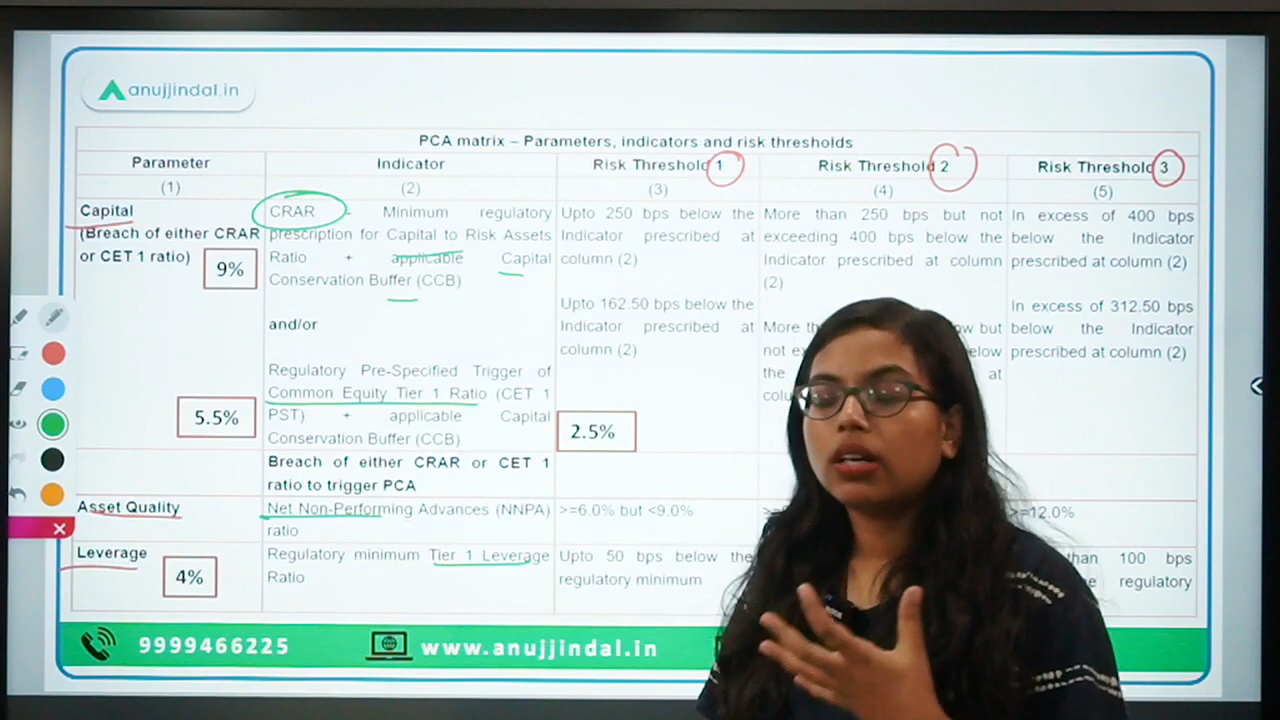 anujjindal.in
PCA matrix – Parameters, indicators and risk thresholds
Parameter
Indicator
Risk Threshold 1
Risk Threshold 2
Risk Threshold 3
(1)
(2)
(3)
(4)
(5)
Capital
(Breach of either CRAR
or CET 1 ratio)
9%
5.5%
CRAR - Minimum regulatory
prescription for Capital to Risk Assets
Ratio + applicable Capital
Conservation Buffer (CCB)
and/or
Regulatory Pre-Specified Trigger of
Common Equity Tier 1 Ratio (CET 1
PST) + applicable Capital
Conservation Buffer (CCB)
Upto 250 bps below the
Indicator prescribed at
column (2)
Upto 162.50 bps below the
Indicator prescribed at
column (2)
2.5%
More than 250 bps but not
exceeding 400 bps below the
Indicator prescribed at column
(2)
More
not
the at
In excess of 400 bps
below the Indicator
prescribed at column (2)
In excess of 312.50 bps
below the Indicator
prescribed at column (2)
Breach of either CRAR or CET 1
ratio to trigger PCA
Asset Quality
Net Non-Performing Advances (NNPA)
ratio
>=6.0% but <9.0%
>=12.0%
Leverage
4%
Regulatory minimum Tier 1 Leverage
Ratio
Upto 50 bps below the
regulatory minimum
than 100 bps
regulatory
9999466225
www.anujjindal.in